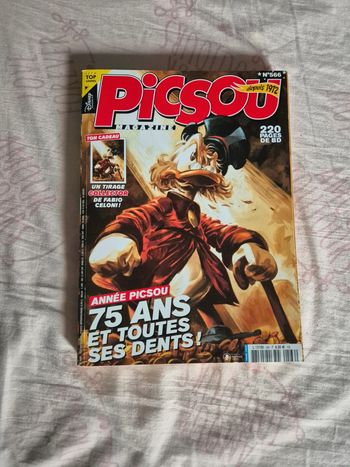 TOP
Disney
★ N°566
PICSOU
depuis 1972
MAGAZINE
220
PAGES
DE BD
TON CADEAU
UN TIRAGE
COLLECTOR
DE FABIO
CELONI !
ANNÉE PICSOU
75 ANS
ET TOUTES
SES DENTS !